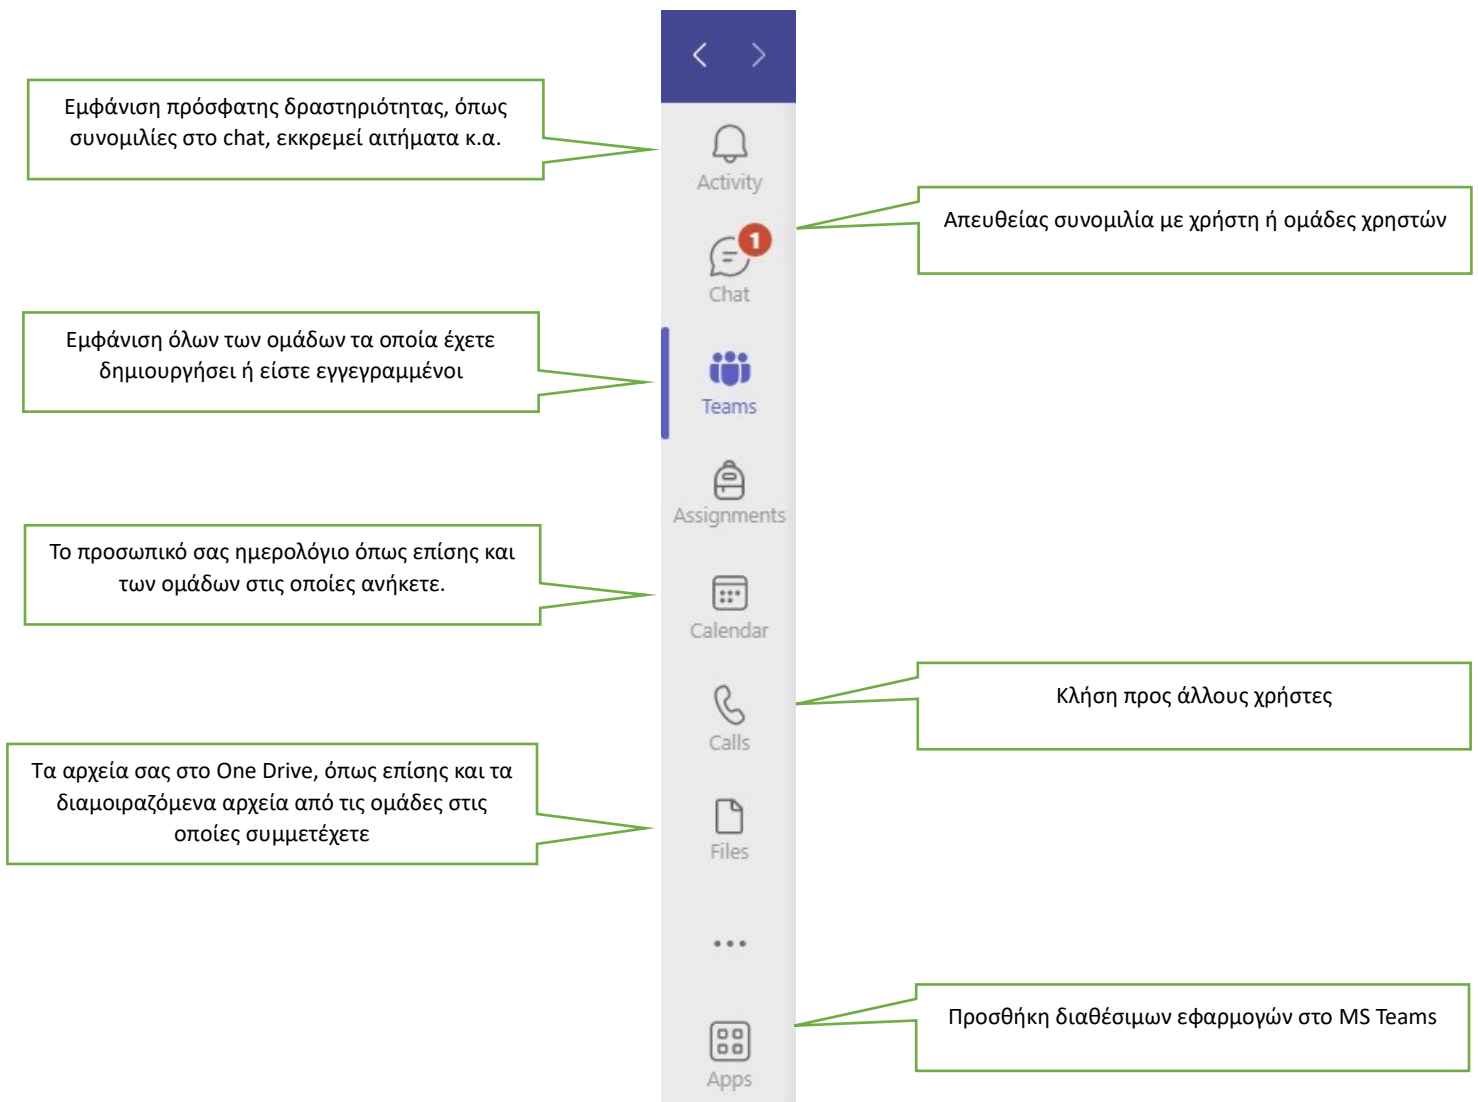 Εμφάνιση πρόσφατης δραστηριότητας, όπως
συνομιλίες στο chat, εκκρεμεί αιτήματα κ.α.
Activity
Απευθείας συνομιλία με χρήστη ή ομάδες χρηστών
1
Chat
Εμφάνιση όλων των ομάδων τα οποία έχετε
δημιουργήσει ή είστε εγγεγραμμένοι
Teams
Assignments
Το προσωπικό σας ημερολόγιο όπως επίσης και
των ομάδων στις οποίες ανήκετε.
Calendar
Κλήση προς άλλους χρήστες
Calls
Τα αρχεία σας στο One Drive, όπως επίσης και τα
διαμοιραζόμενα αρχεία από τις ομάδες στις
οποίες συμμετέχετε
Files
Προσθήκη διαθέσιμων εφαρμογών στο MS Teams
Apps